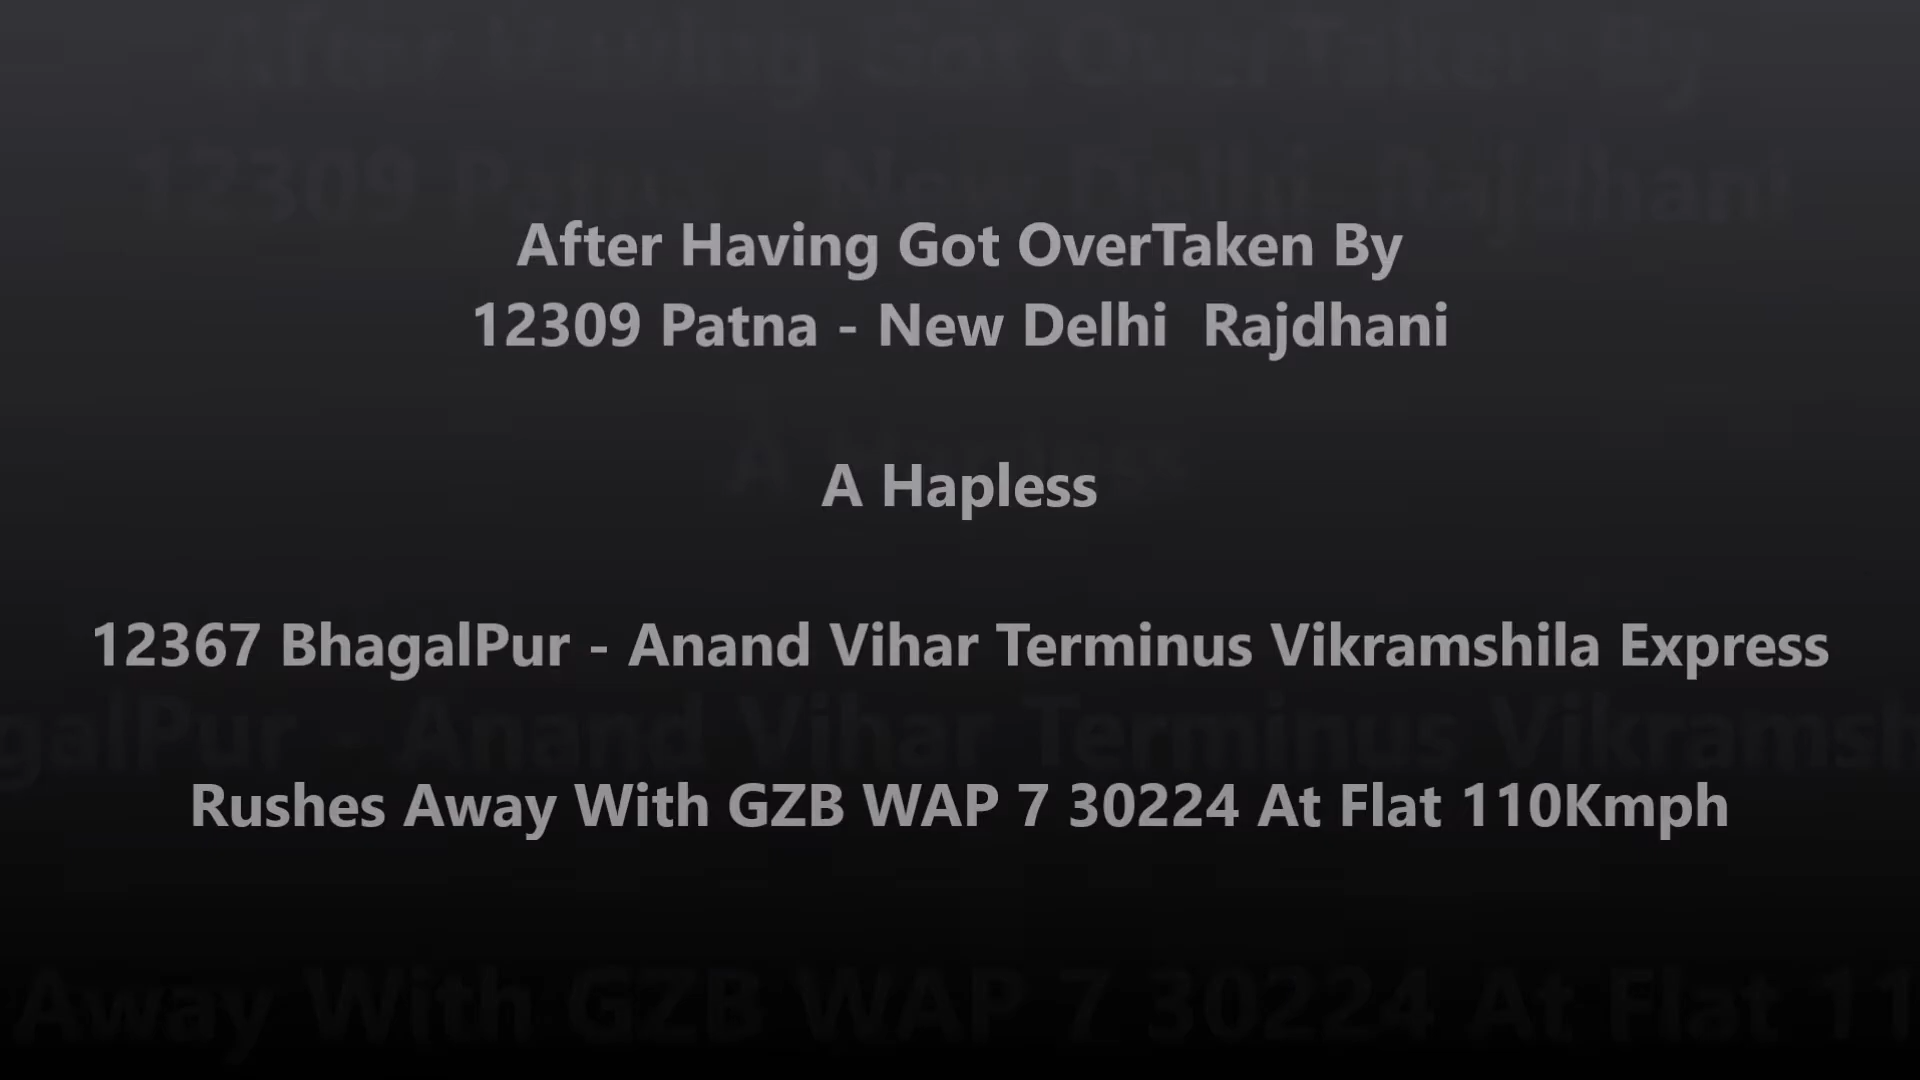 After Having Got OverTaken By
12309 Patna - New Delhi  Rajdhani
A Hapless
12367 BhagalPur - Anand Vihar Terminus Vikramshila Express
Rushes Away With GZB WAP 7 30224 At Flat 110Kmph